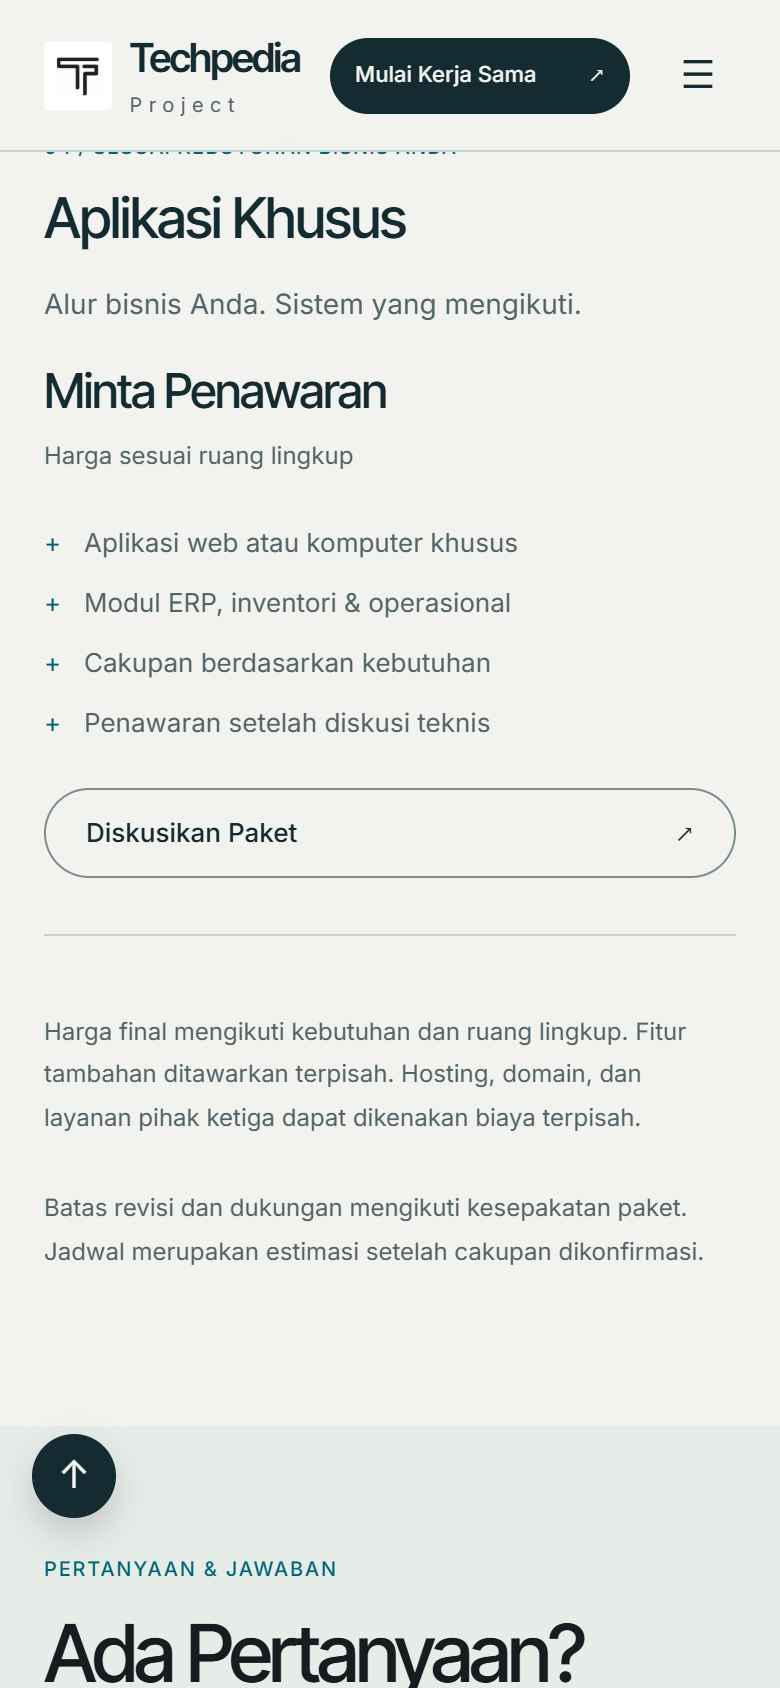 Techpedia
Project
Mulai Kerja Sama ↗
☰
Aplikasi Khusus
Alur bisnis Anda. Sistem yang mengikuti.
Minta Penawaran
Harga sesuai ruang lingkup
+ Aplikasi web atau komputer khusus
+ Modul ERP, inventori & operasional
+ Cakupan berdasarkan kebutuhan
+ Penawaran setelah diskusi teknis
Diskusikan Paket ↗
Harga final mengikuti kebutuhan dan ruang lingkup. Fitur
tambahan ditawarkan terpisah. Hosting, domain, dan
layanan pihak ketiga dapat dikenakan biaya terpisah.
Batas revisi dan dukungan mengikuti kesepakatan paket.
Jadwal merupakan estimasi setelah cakupan dikonfirmasi.
↑
PERTANYAAN & JAWABAN
Ada Pertanyaan?